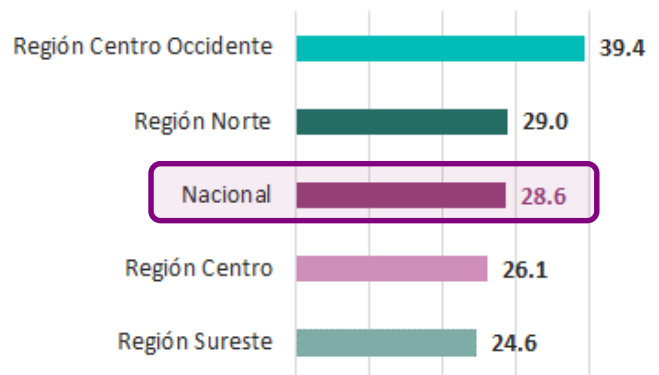 Región Centro Occidente 39.4
Región Norte 29.0
Nacional 28.6
Región Centro 26.1
Región Sureste 24.6